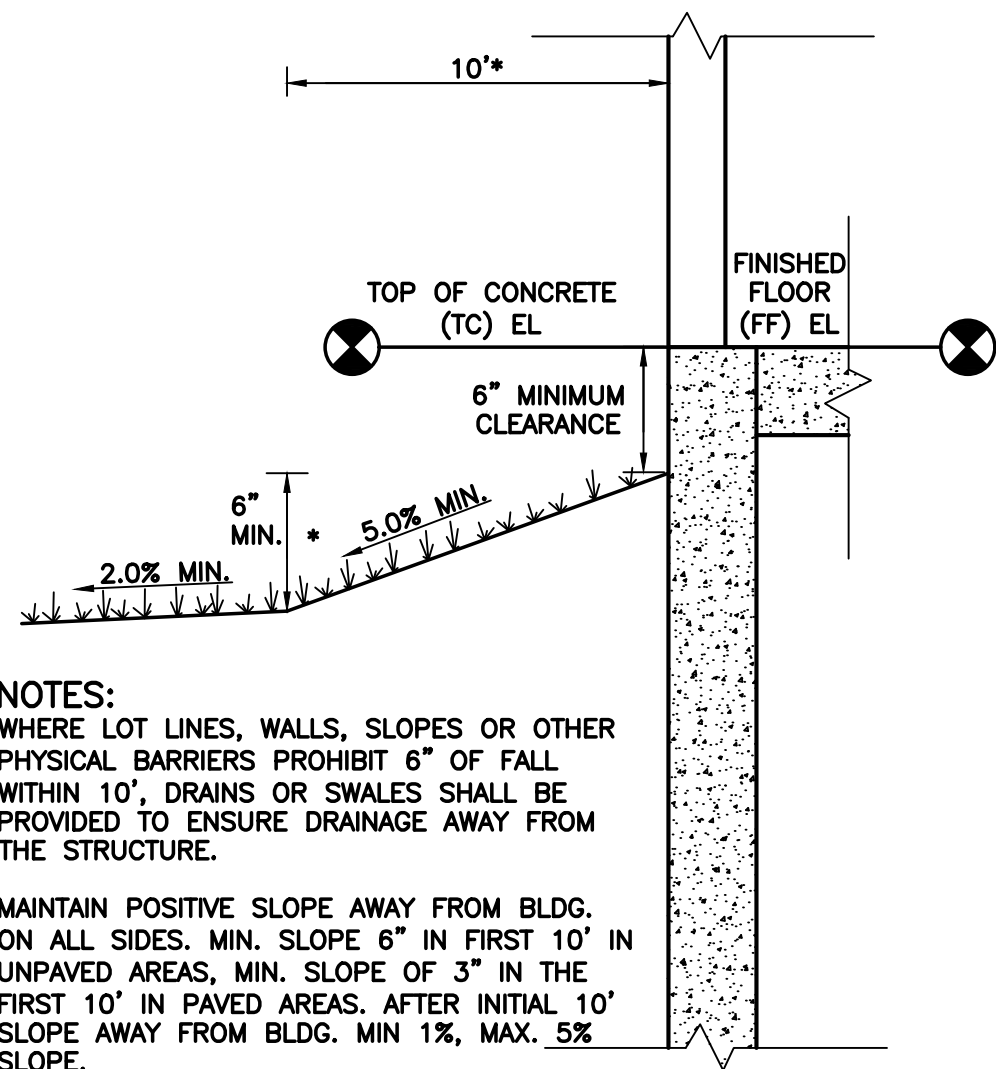 10'*
FINISHED
FLOOR
(FF) EL
TOP OF CONCRETE
(TC) EL
6" MINIMUM
CLEARANCE
6"
MIN. *
5.0% MIN.
2.0% MIN.
NOTES:
WHERE LOT LINES, WALLS, SLOPES OR OTHER
PHYSICAL BARRIERS PROHIBIT 6" OF FALL
WITHIN 10', DRAINS OR SWALES SHALL BE
PROVIDED TO ENSURE DRAINAGE AWAY FROM
THE STRUCTURE.
MAINTAIN POSITIVE SLOPE AWAY FROM BLDG.
ON ALL SIDES. MIN. SLOPE 6" IN FIRST 10' IN
UNPAVED AREAS, MIN. SLOPE OF 3" IN THE
FIRST 10' IN PAVED AREAS. AFTER INITIAL 10'
SLOPE AWAY FROM BLDG. MIN 1%, MAX. 5%
SLOPE.